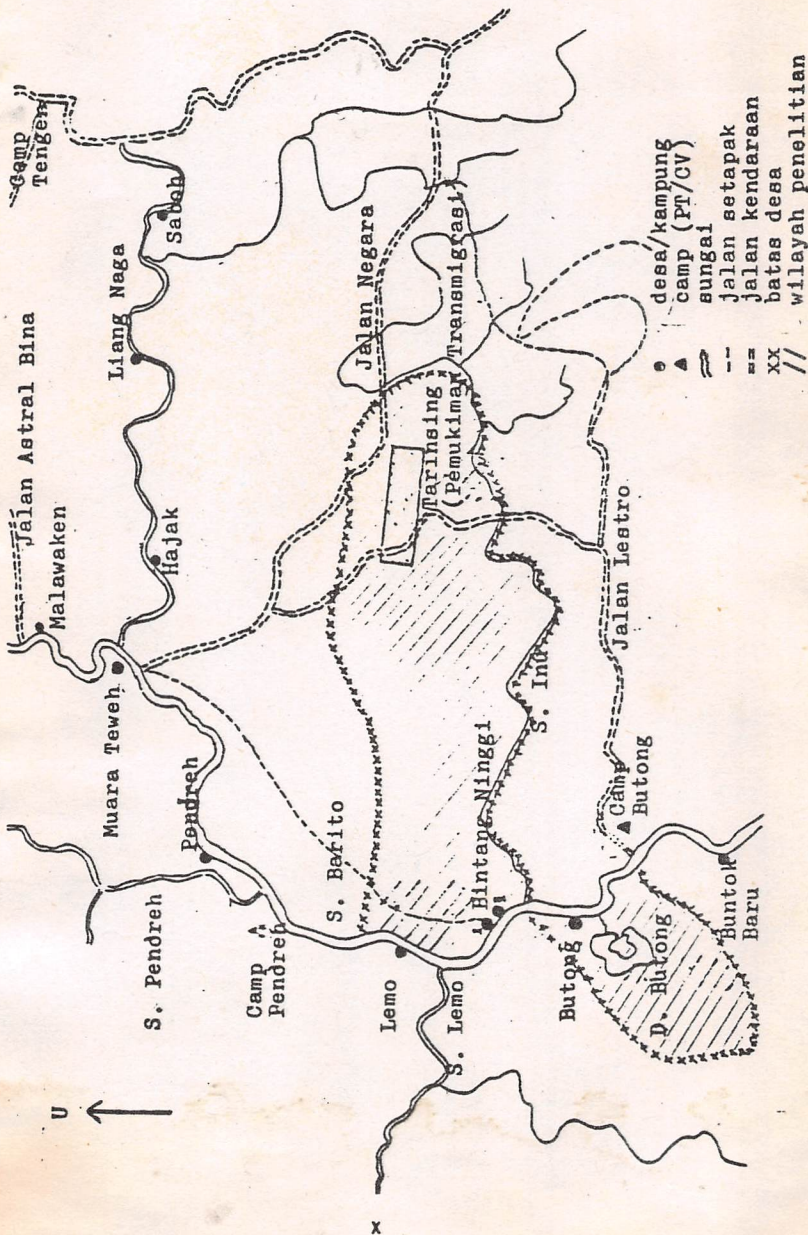 U
X
Camp
Tengen
Jalan Astral Bina
Malawaken
Liang Naga
Saboh
Hajak
Muara Teweh
Pendreh
S. Pendreh
Camp
Pendreh
S. Barito
Lemo
S. Lemo
Jalan Negara
Tarinsing
(Pemukiman Transmigrasi)
Bintang Ninggi
S. Inu
Jalan Lestro
Camp
Butong
Butong
D. Butong
Buntok
Baru
desa/kampung
camp (PT/CV)
sungai
-- jalan setapak
== jalan kendaraan
xx batas desa
// wilayah penelitian